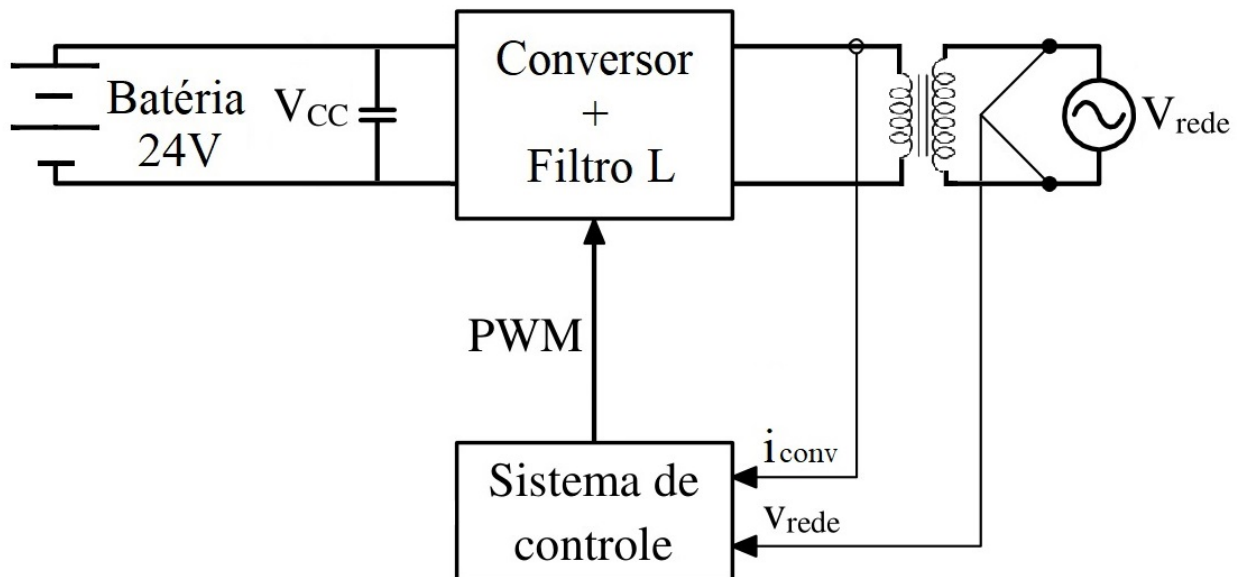 Batéria
24V
VCC
Conversor
+
Filtro L
Vrede
PWM
iconv
vrede
Sistema de
controle